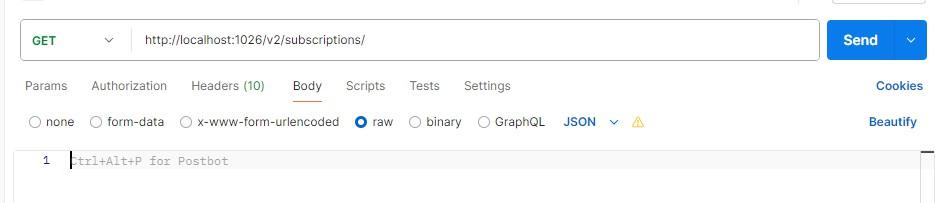 GET http://localhost:1026/v2/subscriptions/ Send
Params Authorization Headers (10) Body Scripts Tests Settings Cookies
none form-data x-www-form-urlencoded raw binary GraphQL JSON Beautify
1 Ctrl+Alt+P for Postbot